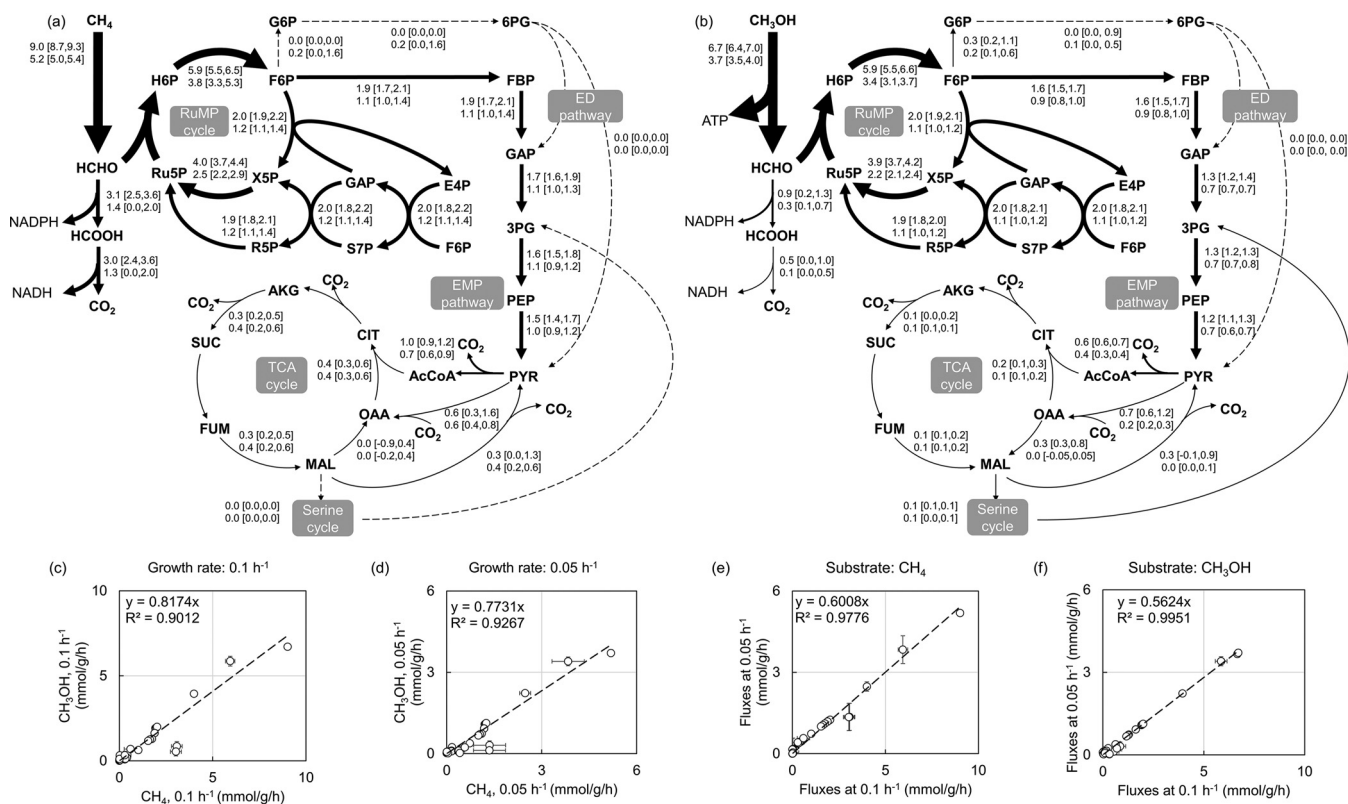 (a)
CH₄
9.0 [8.7,9.3]
5.2 [5.0,5.4]
G6P
0.0 [0.0,0.0]
0.2 [0.0,1.6]
0.0 [0.0,0.0]
0.2 [0.0,1.6]
6PG
H6P
5.9 [5.5,6.5]
3.8 [3.3,5.3]
F6P
1.9 [1.7,2.1]
1.1 [1.0,1.4]
FBP
1.9 [1.7,2.1]
1.1 [1.0,1.4]
ED
pathway
0.0 [0.0,0.0]
0.0 [0.0,0.0]
RuMP
cycle
2.0 [1.9,2.2]
1.2 [1.1,1.4]
GAP
HCHO
Ru5P
4.0 [3.7,4.4]
2.5 [2.2,2.9]
X5P
GAP
E4P
1.7 [1.6,1.9]
1.1 [1.0,1.3]
3.1 [2.5,3.6]
1.4 [0.0,2.0]
NADPH
HCOOH
1.9 [1.8,2.1]
1.2 [1.1,1.4]
2.0 [1.8,2.2]
1.2 [1.1,1.4]
2.0 [1.8,2.2]
1.2 [1.1,1.4]
R5P
S7P
F6P
3PG
3.0 [2.4,3.6]
1.3 [0.0,2.0]
NADH
CO₂
1.6 [1.5,1.8]
1.1 [0.9,1.2]
EMP
pathway
PEP
1.5 [1.4,1.7]
1.0 [0.9,1.2]
CO₂
AKG
CO₂
0.3 [0.2,0.5]
0.4 [0.2,0.6]
SUC
CIT
1.0 [0.9,1.2]
0.7 [0.6,0.9]
CO₂
TCA
cycle
0.4 [0.3,0.6]
0.4 [0.3,0.6]
AcCoA
PYR
OAA
0.6 [0.3,1.6]
0.6 [0.4,0.8]
CO₂
CO₂
FUM
0.3 [0.2,0.5]
0.4 [0.2,0.6]
0.0 [-0.9,0.4]
0.0 [-0.2,0.4]
MAL
0.3 [0.0,1.3]
0.4 [0.2,0.6]
0.0 [0.0,0.0]
0.0 [0.0,0.0]
Serine
cycle
(b)
CH₃OH
6.7 [6.4,7.0]
3.7 [3.5,4.0]
ATP
G6P
0.3 [0.2,1.1]
0.2 [0.1,0.6]
0.0 [0.0, 0.9]
0.1 [0.0, 0.5]
6PG
H6P
5.9 [5.5,6.6]
3.4 [3.1,3.7]
F6P
1.6 [1.5,1.7]
0.9 [0.8,1.0]
FBP
1.6 [1.5,1.7]
0.9 [0.8,1.0]
ED
pathway
0.0 [0.0, 0.0]
0.0 [0.0, 0.0]
RuMP
cycle
2.0 [1.9,2.1]
1.1 [1.0,1.2]
GAP
HCHO
Ru5P
3.9 [3.7,4.2]
2.2 [2.1,2.4]
X5P
GAP
E4P
1.3 [1.2,1.4]
0.7 [0.7,0.7]
0.9 [0.2,1.3]
0.3 [0.1,0.7]
NADPH
HCOOH
1.9 [1.8,2.0]
1.1 [1.0,1.2]
2.0 [1.8,2.1]
1.1 [1.0,1.2]
2.0 [1.8,2.1]
1.1 [1.0,1.2]
R5P
S7P
F6P
3PG
0.5 [0.0,1.0]
0.1 [0.0,0.5]
NADH
CO₂
1.3 [1.2,1.3]
0.7 [0.7,0.8]
EMP
pathway
PEP
1.2 [1.1,1.3]
0.7 [0.6,0.7]
CO₂
AKG
CO₂
0.1 [0.0,0.2]
0.1 [0.1,0.1]
SUC
CIT
0.6 [0.6,0.7]
0.4 [0.3,0.4]
CO₂
TCA
cycle
0.2 [0.1,0.3]
0.1 [0.1,0.2]
AcCoA
PYR
OAA
0.7 [0.6,1.2]
0.2 [0.2,0.3]
CO₂
CO₂
FUM
0.1 [0.1,0.2]
0.1 [0.1,0.2]
0.3 [0.3,0.8]
0.0 [-0.05,0.05]
MAL
0.3 [-0.1,0.9]
0.0 [0.0,0.1]
0.1 [0.1,0.1]
0.1 [0.0,0.1]
Serine
cycle
(c)
Growth rate: 0.1 h⁻¹
y = 0.8174x
R² = 0.9012
CH₃OH, 0.1 h⁻¹
(mmol/g/h)
10
5
0
0
5
10
CH₄, 0.1 h⁻¹ (mmol/g/h)
(d)
Growth rate: 0.05 h⁻¹
y = 0.7731x
R² = 0.9267
CH₃OH, 0.05 h⁻¹
(mmol/g/h)
6
3
0
0
3
6
CH₄, 0.05 h⁻¹ (mmol/g/h)
(e)
Substrate: CH₄
y = 0.6008x
R² = 0.9776
Fluxes at 0.05 h⁻¹
(mmol/g/h)
6
3
0
0
5
10
Fluxes at 0.1 h⁻¹ (mmol/g/h)
(f)
Substrate: CH₃OH
y = 0.5624x
R² = 0.9951
Fluxes at 0.05 h⁻¹ (mmol/g/h)
6
3
0
0
5
10
Fluxes at 0.1 h⁻¹ (mmol/g/h)